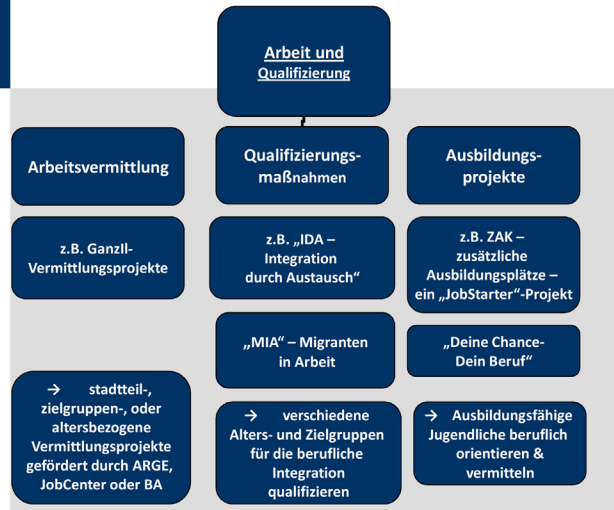 Arbeit und
Qualifizierung
Arbeitsvermittlung
Qualifizierungs-
maßnahmen
Ausbildungs-
projekte
z.B. GanzIl-
Vermittlungsprojekte
z.B. „IDA –
Integration
durch Austausch“
z.B. ZAK –
zusätzliche
Ausbildungsplätze –
ein „JobStarter“-Projekt
„MIA“ – Migranten
in Arbeit
„Deine Chance-
Dein Beruf“
→ stadtteil-,
zielgruppen-, oder
altersbezogene
Vermittlungsprojekte
gefördert durch ARGE,
JobCenter oder BA
→ verschiedene
Alters- und Zielgruppen
für die berufliche
Integration
qualifizieren
→ Ausbildungsfähige
Jugendliche beruflich
orientieren &
vermitteln